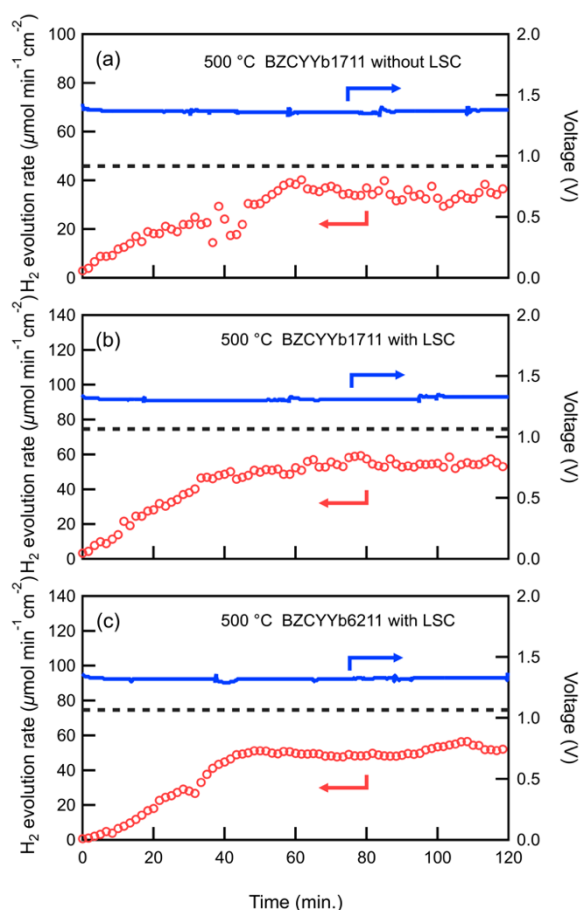 100
80
60
40
20
0
H₂ evolution rate (µmol min⁻¹ cm⁻²)
(a)
500 °C BZCYYb1711 without LSC
2.0
1.5
1.0
0.5
0.0
Voltage (V)
140
120
100
80
60
40
20
0
H₂ evolution rate (µmol min⁻¹ cm⁻²)
(b)
500 °C BZCYYb1711 with LSC
2.0
1.5
1.0
0.5
0.0
Voltage (V)
140
120
100
80
60
40
20
0
H₂ evolution rate (µmol min⁻¹ cm⁻²)
(c)
500 °C BZCYYb6211 with LSC
2.0
1.5
1.0
0.5
0.0
Voltage (V)
0 20 40 60 80 100 120
Time (min.)